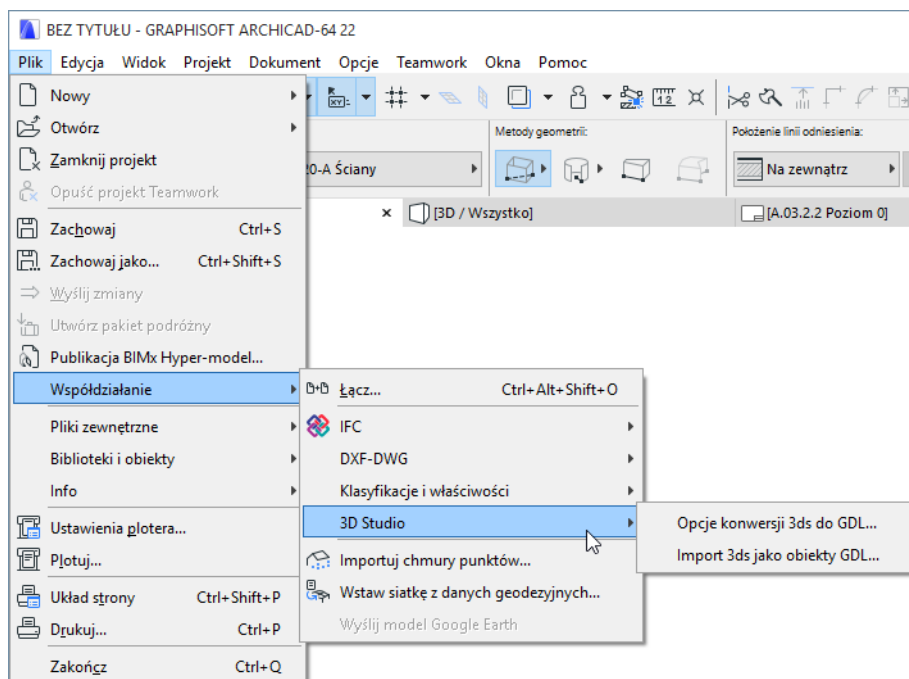 BEZ TYTUŁU - GRAPHISOFT ARCHICAD-64 22
Plik Edycja Widok Projekt Dokument Opcje Teamwork Okna Pomoc
Nowy
Otwórz
Zamknij projekt
Opuść projekt Teamwork
Zachowaj Ctrl+S
Zachowaj jako... Ctrl+Shift+S
Wyślij zmiany
Utwórz pakiet podróżny
Publikacja BIMx Hyper-model...
Współdziałanie
Pliki zewnętrzne
Biblioteki i obiekty
Info
Ustawienia plotera...
Plotuj...
Układ strony Ctrl+Shift+P
Drukuj... Ctrl+P
Zakończ Ctrl+Q
XY:
12
Metody geometrii:
Położenie linii odniesienia:
0-A Ściany
Na zewnątrz
[3D / Wszystko]
[A.03.2.2 Poziom 0]
Łącz... Ctrl+Alt+Shift+O
IFC
DXF-DWG
Klasyfikacje i właściwości
3D Studio
Importuj chmury punktów...
Wstaw siatkę z danych geodezyjnych...
Wyślij model Google Earth
Opcje konwersji 3ds do GDL...
Import 3ds jako obiekty GDL...